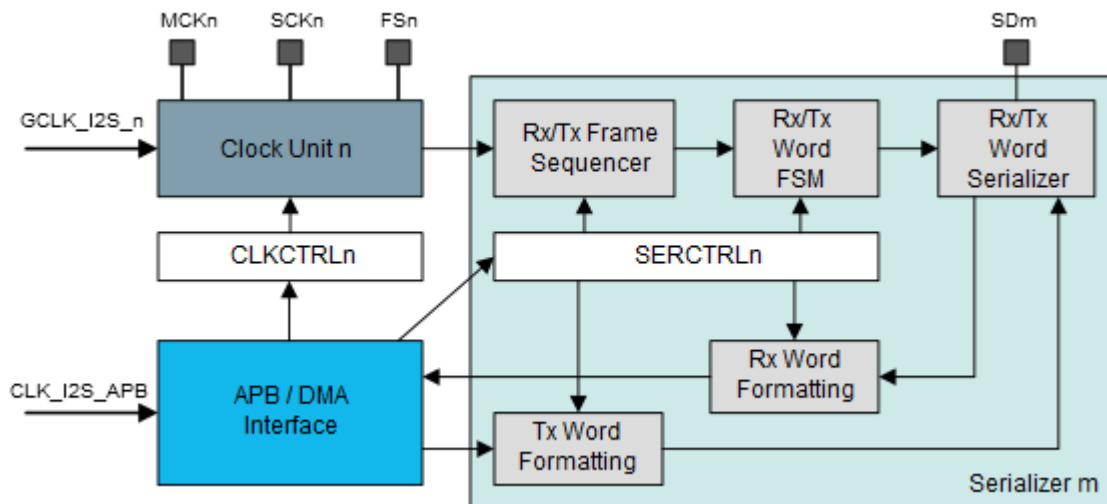 MCKn
SCKn
FSn
SDm
GCLK_I2S_n
Clock Unit n
Rx/Tx Frame
Sequencer
Rx/Tx
Word
FSM
Rx/Tx
Word
Serializer
CLKCTRLn
SERCTRLn
CLK_I2S_APB
APB / DMA
Interface
Rx Word
Formatting
Tx Word
Formatting
Serializer m